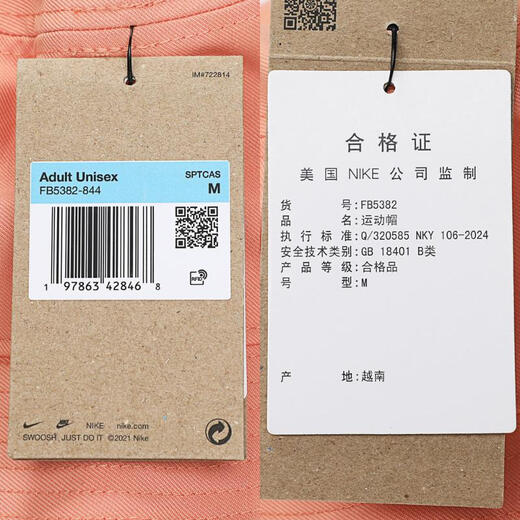 IM#722814
Adult Unisex
SPTCAS
FB5382-844
M
RFID
1 97863 42846 8
NIKE nike.com
SWOOSH, JUST DO IT ©2021 Nike
合格证
美国 NIKE 公司监制
货号:FB5382
品名:运动帽
执行标准:Q/320585 NKY 106-2024
安全技术类别:GB 18401 B类
产品等级:合格品
号型:M
产地:越南